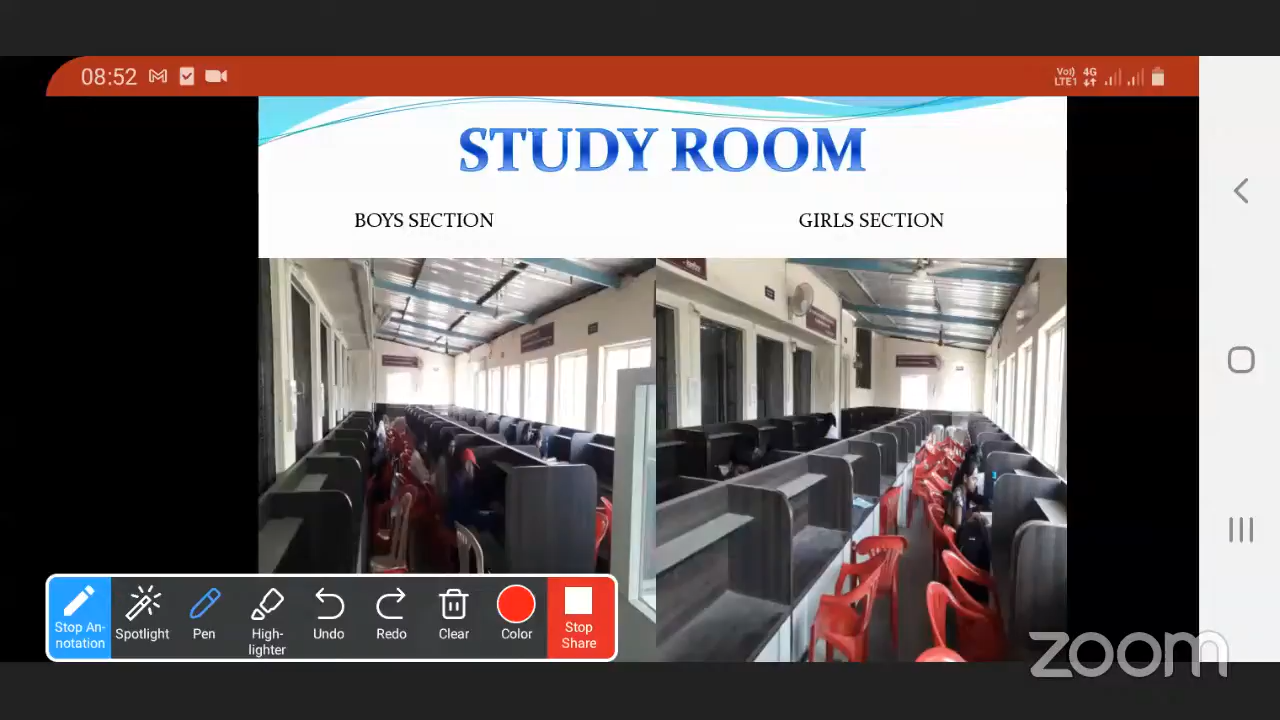 08:52
Vo)) 4G
LTE1
STUDY ROOM
BOYS SECTION
GIRLS SECTION
Stop An-
notation
Spotlight
Pen
High-
lighter
Undo
Redo
Clear
Color
Stop
Share
zoom